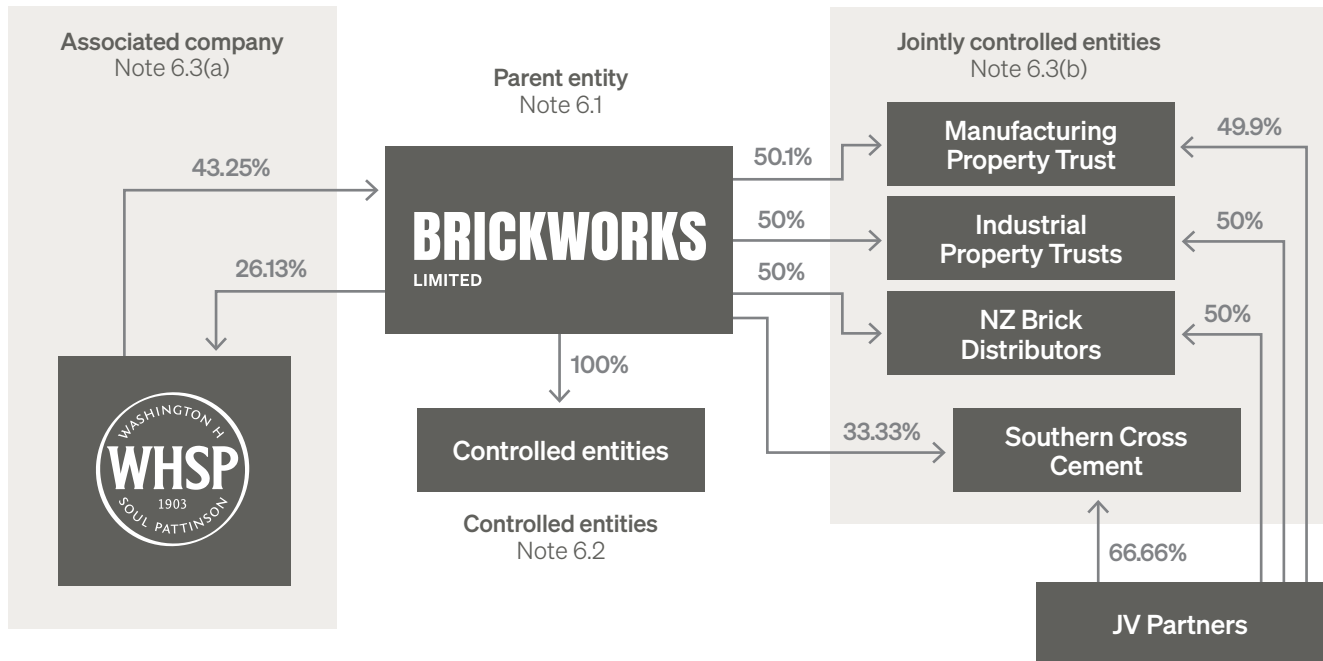 Associated company
Note 6.3(a)
43.25%
26.13%
WASHINGTON H
WHSP
1903
SOUL PATTINSON
Parent entity
Note 6.1
BRICKWORKS
LIMITED
100%
Controlled entities
Controlled entities
Note 6.2
Jointly controlled entities
Note 6.3(b)
50.1%
Manufacturing
Property Trust
49.9%
50%
Industrial
Property Trusts
50%
50%
NZ Brick
Distributors
50%
33.33%
Southern Cross
Cement
66.66%
JV Partners